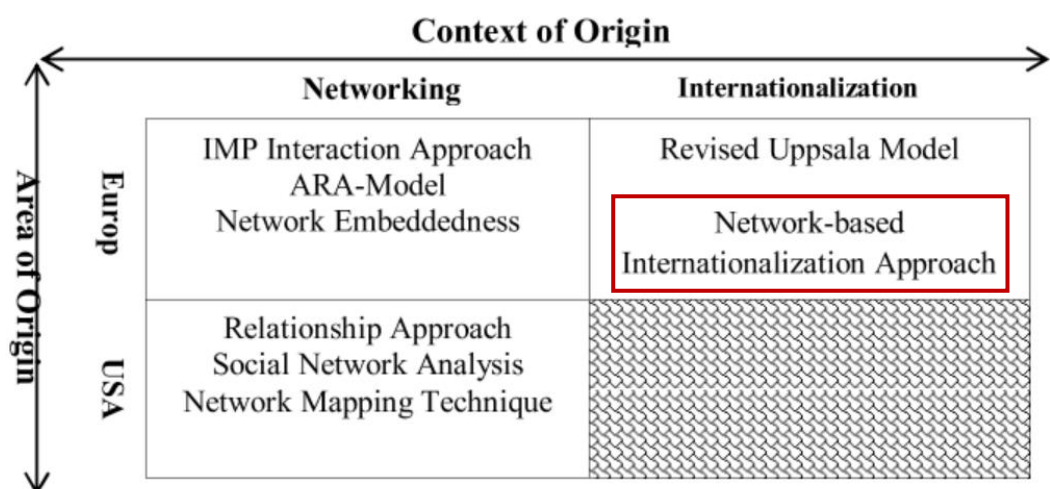 Context of Origin
Networking
Internationalization
Area of Origin
Europ
IMP Interaction Approach
ARA-Model
Network Embeddedness
Revised Uppsala Model
Network-based
Internationalization Approach
USA
Relationship Approach
Social Network Analysis
Network Mapping Technique